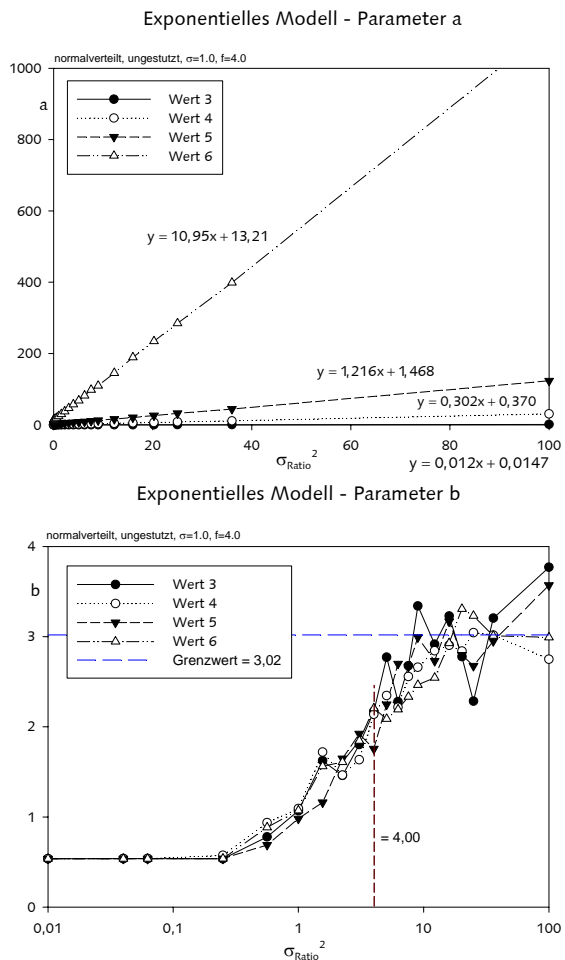 Exponentielles Modell - Parameter a
normalverteilt, ungestutzt, σ=1.0, f=4.0
1000
a
800
600
400
200
0
Wert 3
Wert 4
Wert 5
Wert 6
y = 10,95x + 13,21
y = 1,216x + 1,468
y = 0,302x + 0,370
0 20 40 60 80 100
σRatio²
y = 0,012x + 0,0147
Exponentielles Modell - Parameter b
normalverteilt, ungestutzt, σ=1.0, f=4.0
4
b
3
2
1
0
Wert 3
Wert 4
Wert 5
Wert 6
Grenzwert = 3,02
= 4,00
0,01 0,1 1 10 100
σRatio²